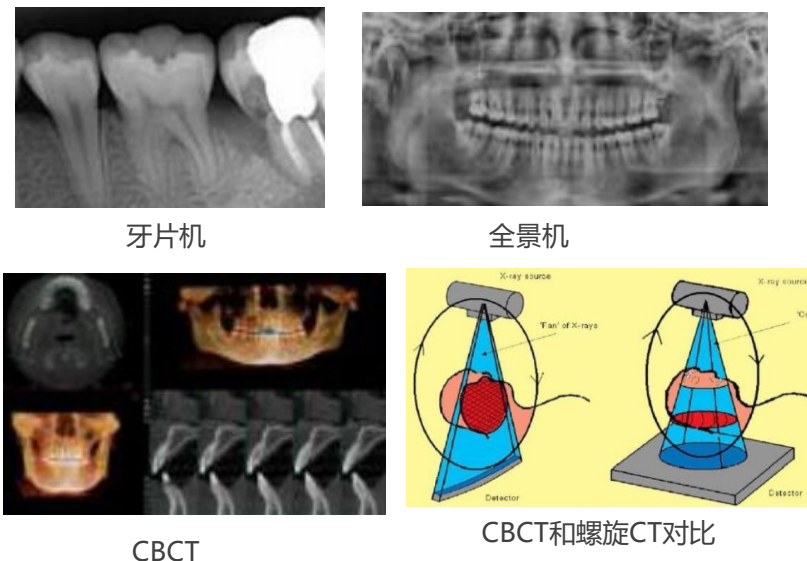 牙片机
全景机
X-ray source
X-ray source
'Fan' of X-rays
Detector
Detector
CBCT
CBCT和螺旋CT对比